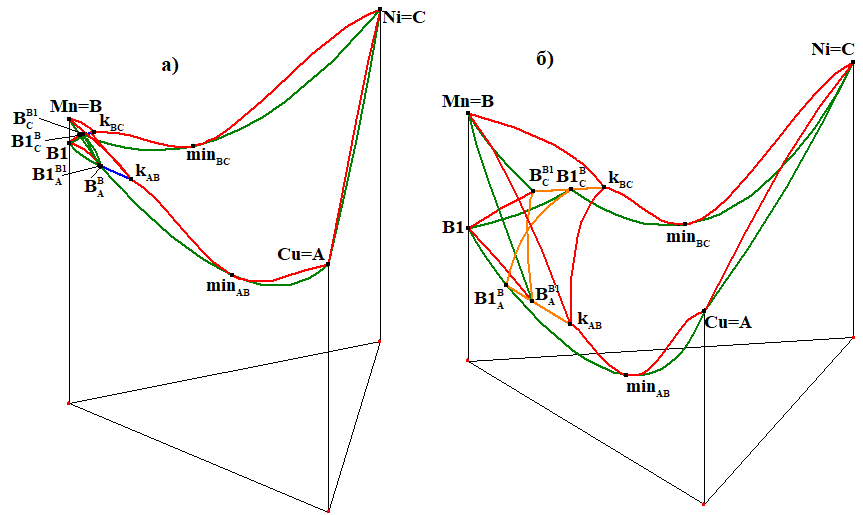 а)
Ni=C
Mn=B
B_C^B1
k_BC
B1_C^B
B1
min_BC
B1_A^B1
B_A^B
k_AB
Cu=A
min_AB
б)
Ni=C
Mn=B
B_C^B1
B1_C^B
k_BC
B1
min_BC
B1_A^B
B_A^B1
k_AB
Cu=A
min_AB